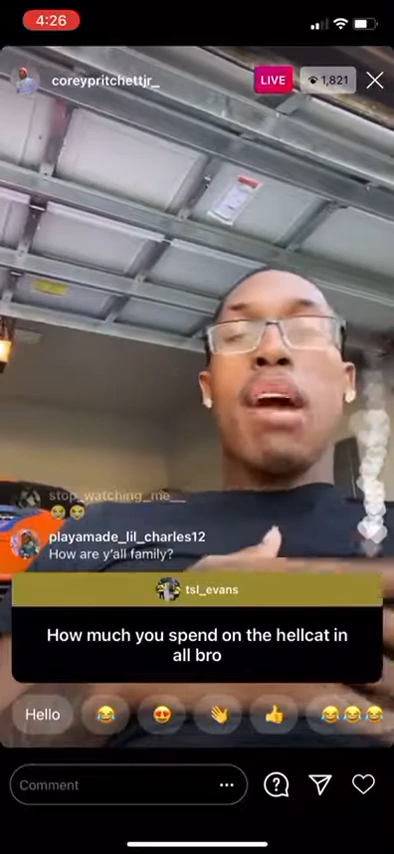 4:26
coreypritchettjr_
LIVE
1,821
stop_watching_me__
😭😭
playamade_lil_charles12
How are y'all family?
tsl_evans
How much you spend on the hellcat in
all bro
Hello
😂
😍
👋
👍
😂😂😂
Comment